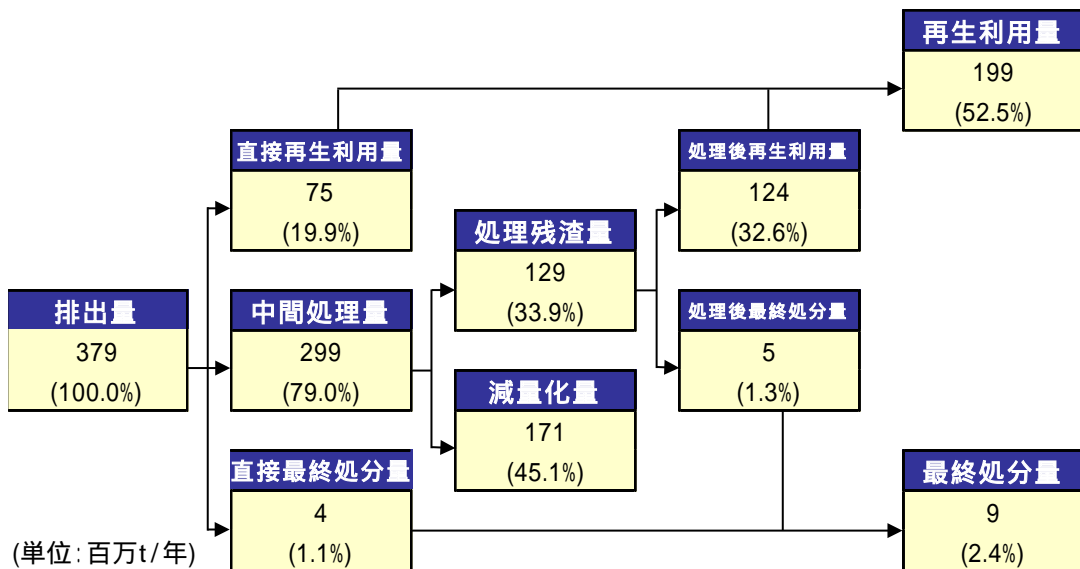 再生利用量
199
(52.5%)
直接再生利用量
75
(19.9%)
処理後再生利用量
124
(32.6%)
処理残渣量
129
(33.9%)
排出量
379
(100.0%)
中間処理量
299
(79.0%)
処理後最終処分量
5
(1.3%)
減量化量
171
(45.1%)
直接最終処分量
4
(1.1%)
最終処分量
9
(2.4%)
(単位:百万t/年)